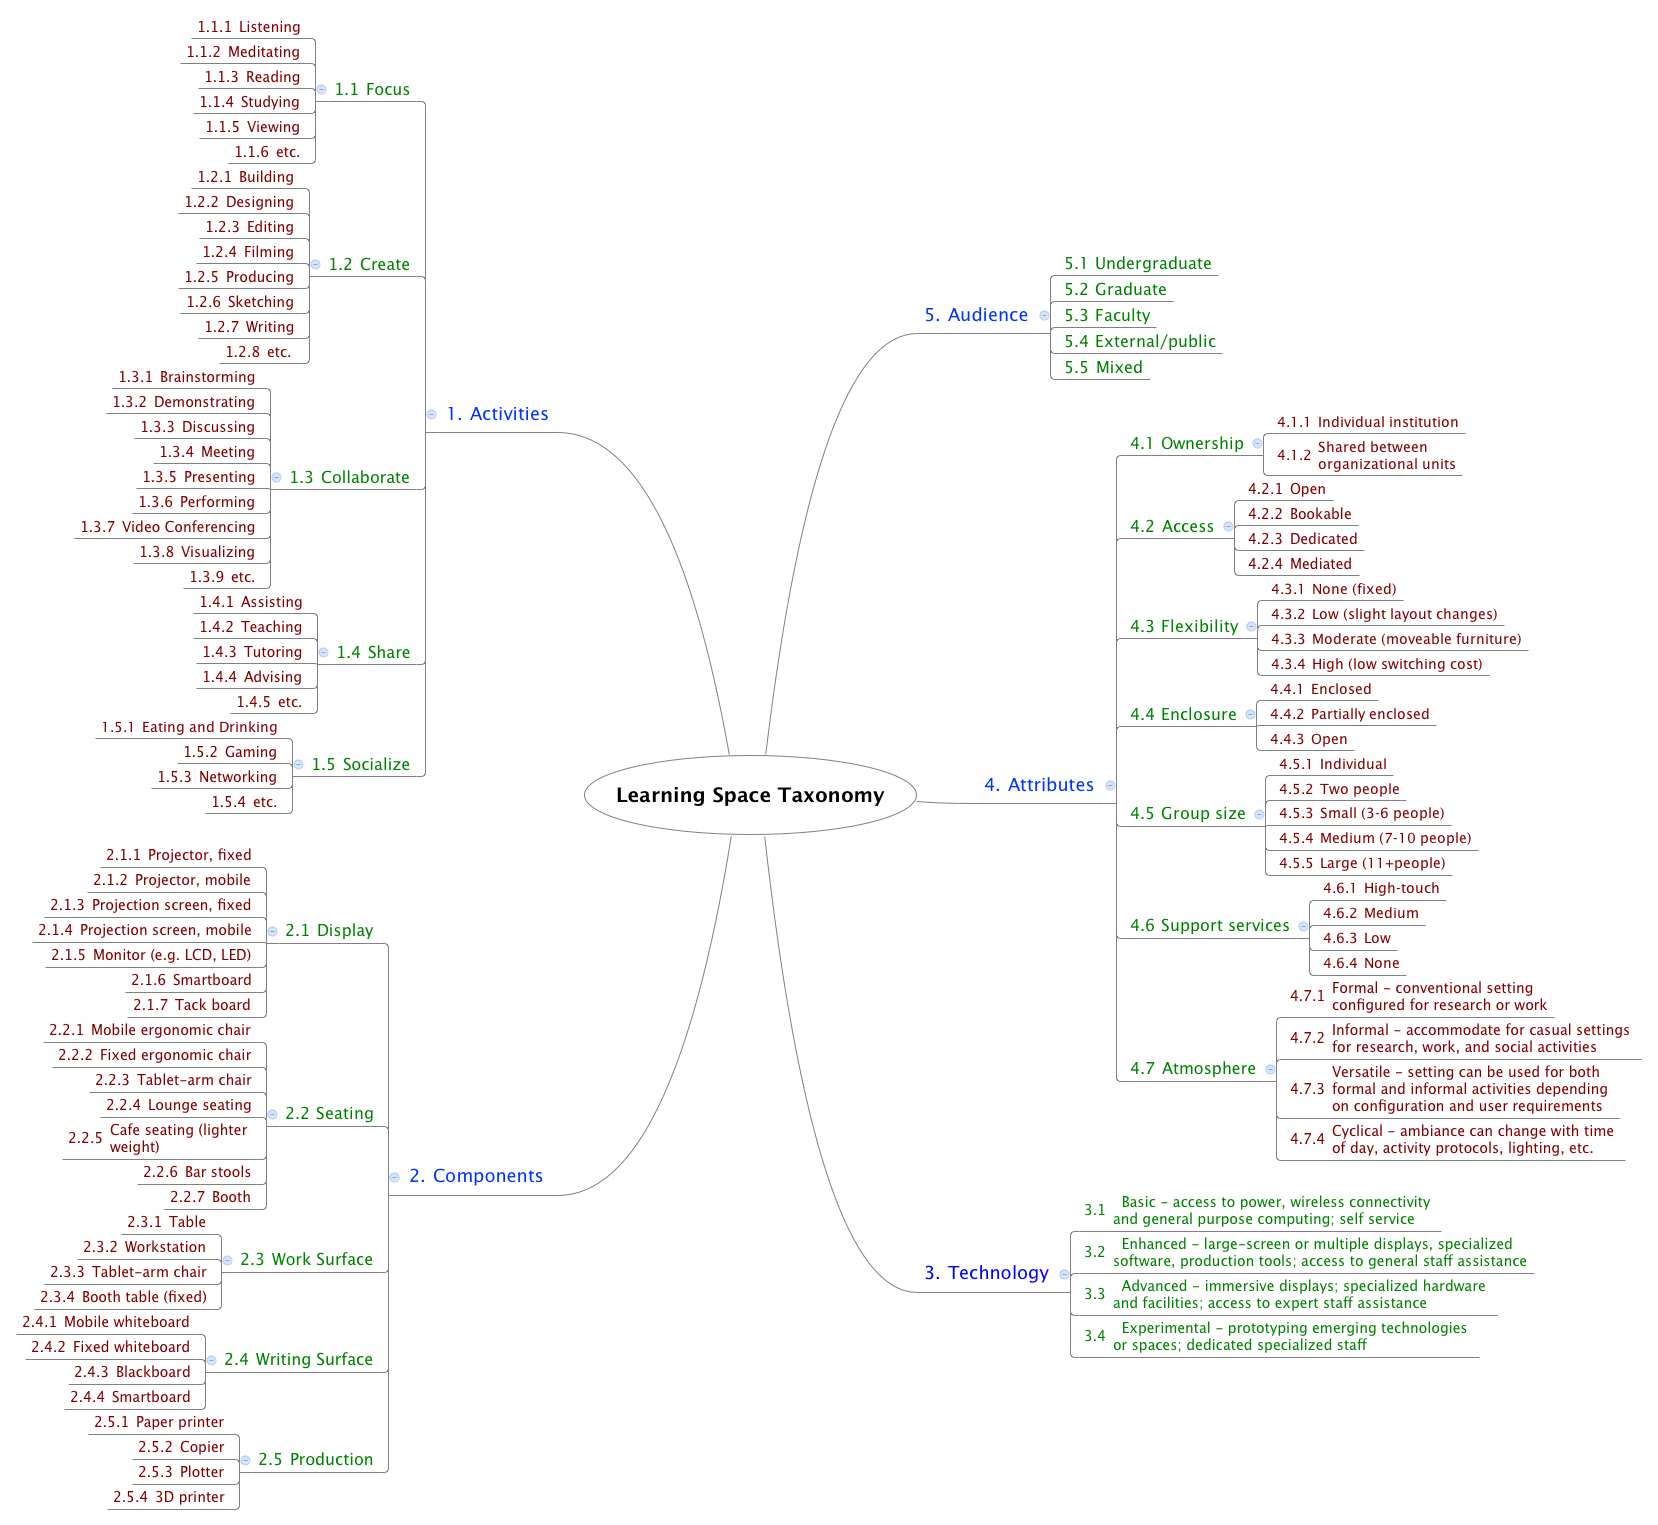 Learning Space Taxonomy
1. Activities
1.1 Focus
1.1.1 Listening
1.1.2 Meditating
1.1.3 Reading
1.1.4 Studying
1.1.5 Viewing
1.1.6 etc.
1.2 Create
1.2.1 Building
1.2.2 Designing
1.2.3 Editing
1.2.4 Filming
1.2.5 Producing
1.2.6 Sketching
1.2.7 Writing
1.2.8 etc.
1.3 Collaborate
1.3.1 Brainstorming
1.3.2 Demonstrating
1.3.3 Discussing
1.3.4 Meeting
1.3.5 Presenting
1.3.6 Performing
1.3.7 Video Conferencing
1.3.8 Visualizing
1.3.9 etc.
1.4 Share
1.4.1 Assisting
1.4.2 Teaching
1.4.3 Tutoring
1.4.4 Advising
1.4.5 etc.
1.5 Socialize
1.5.1 Eating and Drinking
1.5.2 Gaming
1.5.3 Networking
1.5.4 etc.
2. Components
2.1 Display
2.1.1 Projector, fixed
2.1.2 Projector, mobile
2.1.3 Projection screen, fixed
2.1.4 Projection screen, mobile
2.1.5 Monitor (e.g. LCD, LED)
2.1.6 Smartboard
2.1.7 Tack board
2.2 Seating
2.2.1 Mobile ergonomic chair
2.2.2 Fixed ergonomic chair
2.2.3 Tablet-arm chair
2.2.4 Lounge seating
2.2.5 Cafe seating (lighter
weight)
2.2.6 Bar stools
2.2.7 Booth
2.3 Work Surface
2.3.1 Table
2.3.2 Workstation
2.3.3 Tablet-arm chair
2.3.4 Booth table (fixed)
2.4 Writing Surface
2.4.1 Mobile whiteboard
2.4.2 Fixed whiteboard
2.4.3 Blackboard
2.4.4 Smartboard
2.5 Production
2.5.1 Paper printer
2.5.2 Copier
2.5.3 Plotter
2.5.4 3D printer
5. Audience
5.1 Undergraduate
5.2 Graduate
5.3 Faculty
5.4 External/public
5.5 Mixed
4. Attributes
4.1 Ownership
4.1.1 Individual institution
4.1.2 Shared between
organizational units
4.2 Access
4.2.1 Open
4.2.2 Bookable
4.2.3 Dedicated
4.2.4 Mediated
4.3 Flexibility
4.3.1 None (fixed)
4.3.2 Low (slight layout changes)
4.3.3 Moderate (moveable furniture)
4.3.4 High (low switching cost)
4.4 Enclosure
4.4.1 Enclosed
4.4.2 Partially enclosed
4.4.3 Open
4.5 Group size
4.5.1 Individual
4.5.2 Two people
4.5.3 Small (3-6 people)
4.5.4 Medium (7-10 people)
4.5.5 Large (11+people)
4.6 Support services
4.6.1 High-touch
4.6.2 Medium
4.6.3 Low
4.6.4 None
4.7 Atmosphere
4.7.1 Formal - conventional setting
configured for research or work
4.7.2 Informal - accommodate for casual settings
for research, work, and social activities
4.7.3 Versatile - setting can be used for both
formal and informal activities depending
on configuration and user requirements
4.7.4 Cyclical - ambiance can change with time
of day, activity protocols, lighting, etc.
3. Technology
3.1 Basic - access to power, wireless connectivity
and general purpose computing; self service
3.2 Enhanced - large-screen or multiple displays, specialized
software, production tools; access to general staff assistance
3.3 Advanced - immersive displays; specialized hardware
and facilities; access to expert staff assistance
3.4 Experimental - prototyping emerging technologies
or spaces; dedicated specialized staff